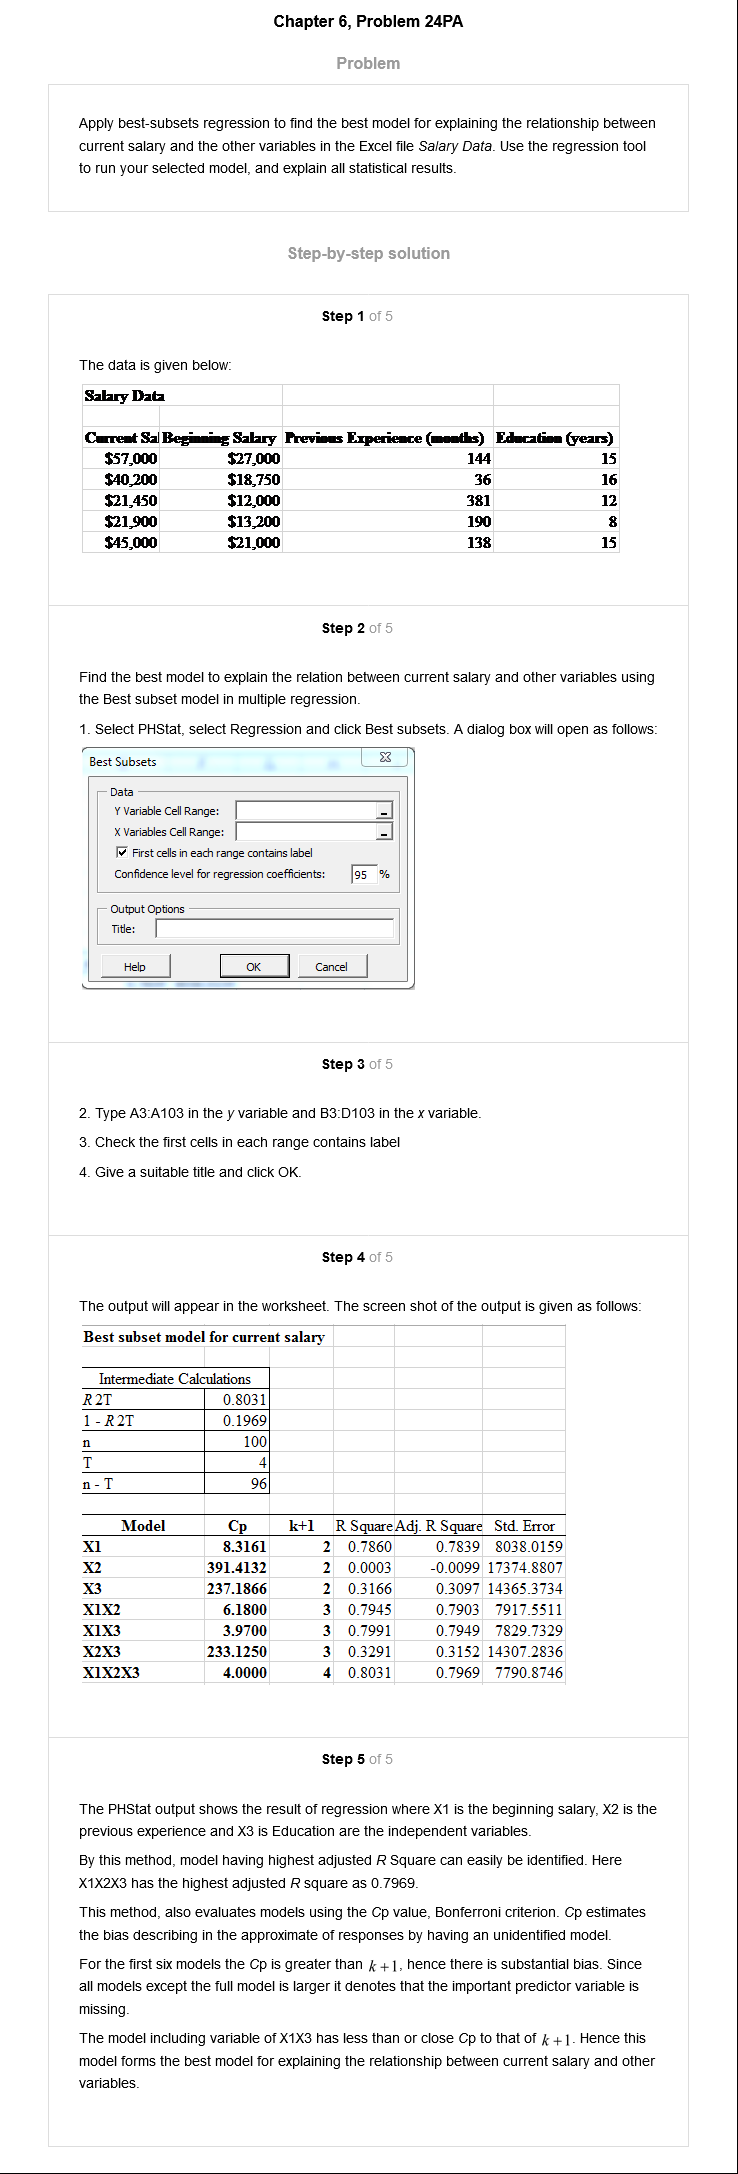 Chapter 6, Problem 24PA
Problem
Apply best-subsets regression to find the best model for explaining the relationship between
current salary and the other variables in the Excel file Salary Data. Use the regression tool
to run your selected model, and explain all statistical results.
Step-by-step solution
Step 1 of 5
The data is given below:
Salary Data
Current Sa Beginning Salary Previous Experience (months) Education (years)
$57,000 $27,000 144 15
$40,200 $18,750 36 16
$21,450 $12,000 381 12
$21,900 $13,200 190 8
$45,000 $21,000 138 15
Step 2 of 5
Find the best model to explain the relation between current salary and other variables using
the Best subset model in multiple regression.
1. Select PHStat, select Regression and click Best subsets. A dialog box will open as follows:
Best Subsets
Data
Y Variable Cell Range:
X Variables Cell Range:
First cells in each range contains label
Confidence level for regression coefficients: 95 %
Output Options
Title:
Help OK Cancel
Step 3 of 5
2. Type A3:A103 in the y variable and B3:D103 in the x variable.
3. Check the first cells in each range contains label
4. Give a suitable title and click OK.
Step 4 of 5
The output will appear in the worksheet. The screen shot of the output is given as follows:
Best subset model for current salary
Intermediate Calculations
R2T 0.8031
1 - R2T 0.1969
n 100
T 4
n - T 96
Model Cp k+1 R Square Adj. R Square Std. Error
X1 8.3161 2 0.7860 0.7839 8038.0159
X2 391.4132 2 0.0003 -0.0099 17374.8807
X3 237.1866 2 0.3166 0.3097 14365.3734
X1X2 6.1800 3 0.7945 0.7903 7917.5511
X1X3 3.9700 3 0.7991 0.7949 7829.7329
X2X3 233.1250 3 0.3291 0.3152 14307.2836
X1X2X3 4.0000 4 0.8031 0.7969 7790.8746
Step 5 of 5
The PHStat output shows the result of regression where X1 is the beginning salary, X2 is the
previous experience and X3 is Education are the independent variables.
By this method, model having highest adjusted R Square can easily be identified. Here
X1X2X3 has the highest adjusted R square as 0.7969.
This method, also evaluates models using the Cp value, Bonferroni criterion. Cp estimates
the bias describing in the approximate of responses by having an unidentified model.
For the first six models the Cp is greater than k+1, hence there is substantial bias. Since
all models except the full model is larger it denotes that the important predictor variable is
missing.
The model including variable of X1X3 has less than or close Cp to that of k+1. Hence this
model forms the best model for explaining the relationship between current salary and other
variables.